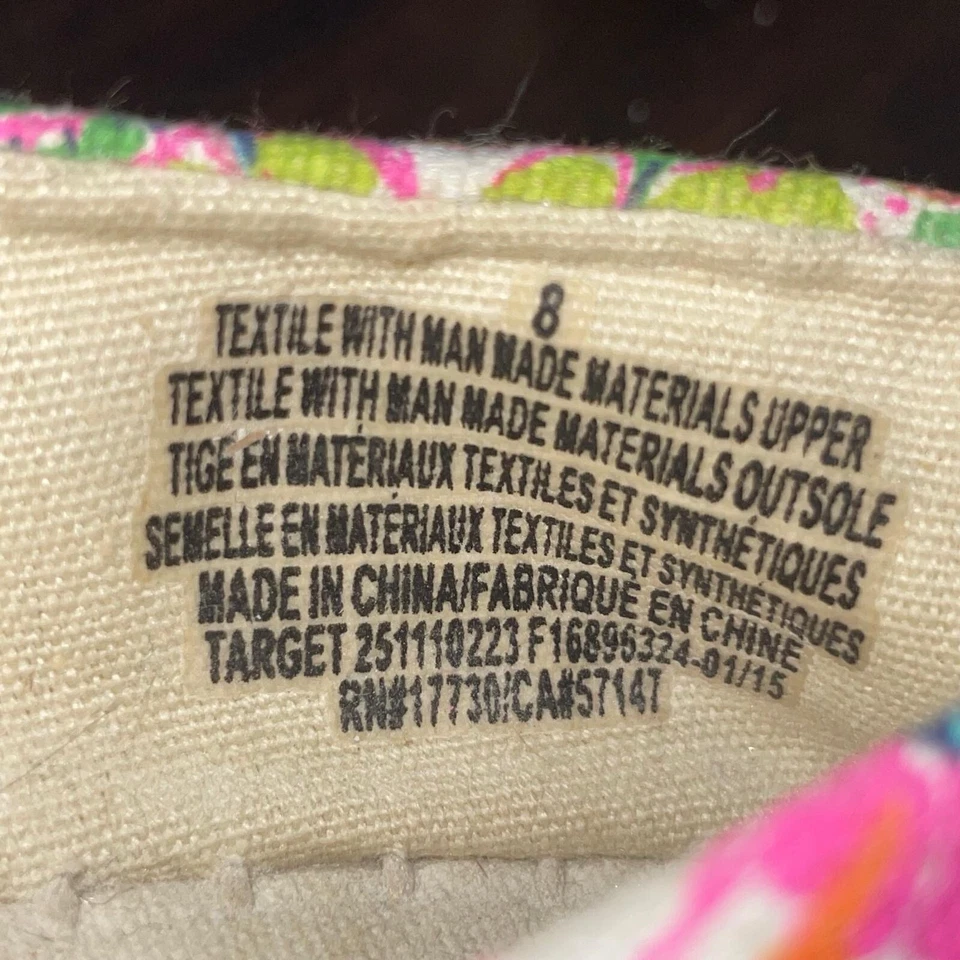 8
TEXTILE WITH MAN MADE MATERIALS UPPER
TEXTILE WITH MAN MADE MATERIALS OUTSOLE
TIGE EN MATÉRIAUX TEXTILES ET SYNTHÉTIQUES
SEMELLE EN MATÉRIAUX TEXTILES ET SYNTHÉTIQUES
MADE IN CHINA/FABRIQUÉ EN CHINE
TARGET 251110223 F16896324-01/15
RN#17730/CA#5714T